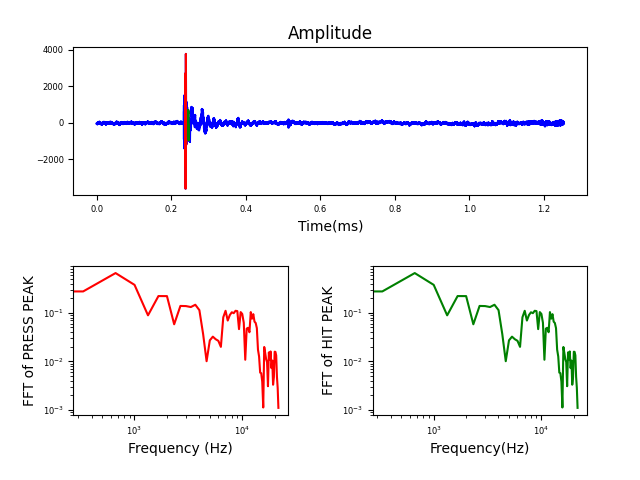 Amplitude
4000
2000
0
−2000
0.0 0.2 0.4 0.6 0.8 1.0 1.2
Time(ms)
FFT of PRESS PEAK
10⁻¹
10⁻²
10⁻³
10³ 10⁴
Frequency (Hz)
FFT of HIT PEAK
10⁻¹
10⁻²
10⁻³
10³ 10⁴
Frequency(Hz)